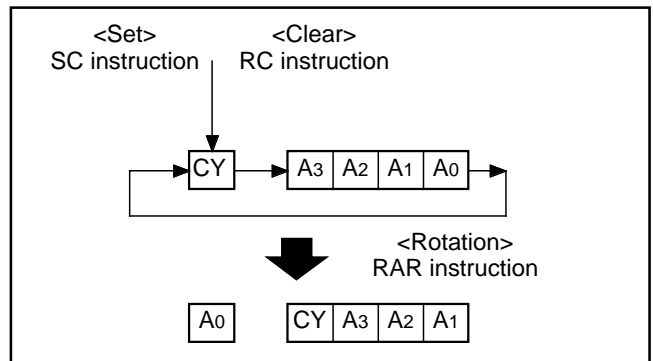 <Set> <Clear>
SC instruction RC instruction
CY A3 A2 A1 A0
<Rotation>
RAR instruction
A0 CY A3 A2 A1